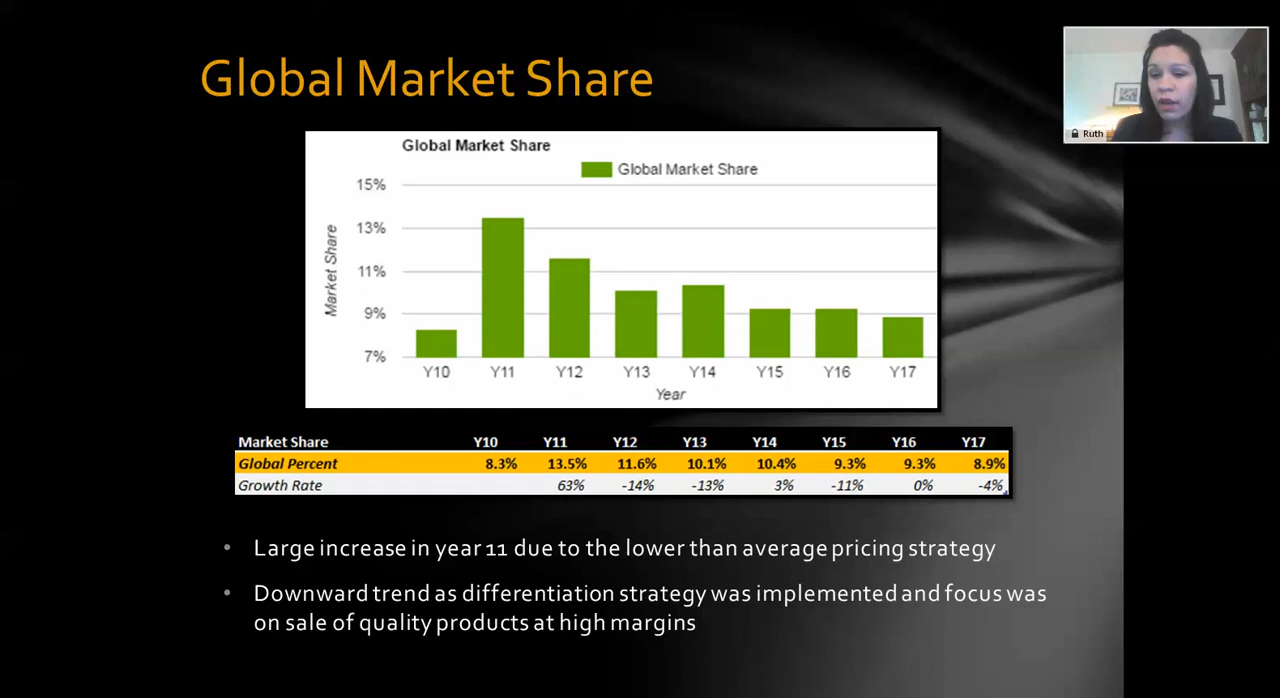 Global Market Share
Ruth
Global Market Share
Global Market Share
15%
13%
11%
9%
7%
Market Share
Y10 Y11 Y12 Y13 Y14 Y15 Y16 Y17
Year
Market Share Y10 Y11 Y12 Y13 Y14 Y15 Y16 Y17
Global Percent 8.3% 13.5% 11.6% 10.1% 10.4% 9.3% 9.3% 8.9%
Growth Rate 63% -14% -13% 3% -11% 0% -4%
• Large increase in year 11 due to the lower than average pricing strategy
• Downward trend as differentiation strategy was implemented and focus was
on sale of quality products at high margins